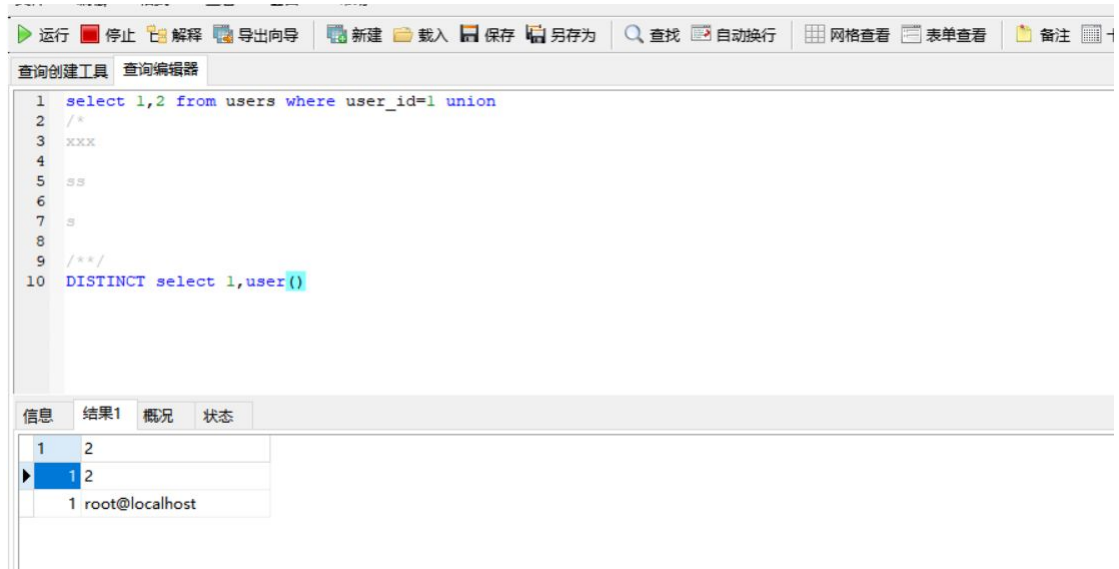 运行 停止 解释 导出向导 新建 载入 保存 另存为 查找 自动换行 网格查看 表单查看 备注
查询创建工具 查询编辑器
1 select 1,2 from users where user_id=1 union
2 /*
3 xxx
4
5 ss
6
7 s
8
9 /**/
10 DISTINCT select 1,user()
信息 结果1 概况 状态
1 2
1 2
1 root@localhost